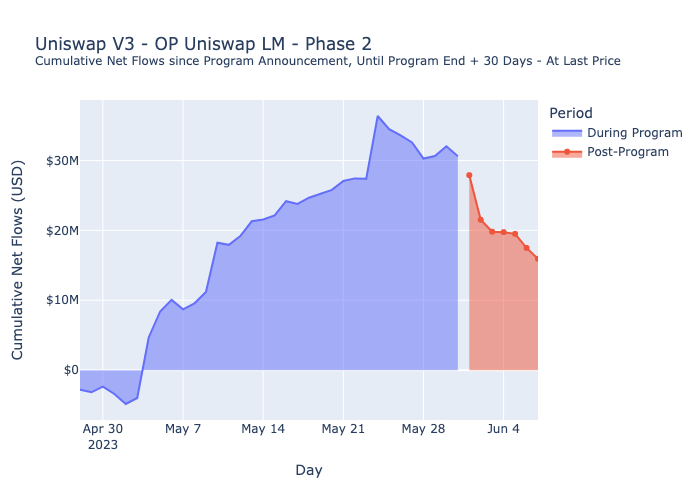 Uniswap V3 - OP Uniswap LM - Phase 2
Cumulative Net Flows since Program Announcement, Until Program End + 30 Days - At Last Price
Period
During Program
Post-Program
Cumulative Net Flows (USD)
$30M
$20M
$10M
$0
Apr 30
2023
May 7
May 14
May 21
May 28
Jun 4
Day